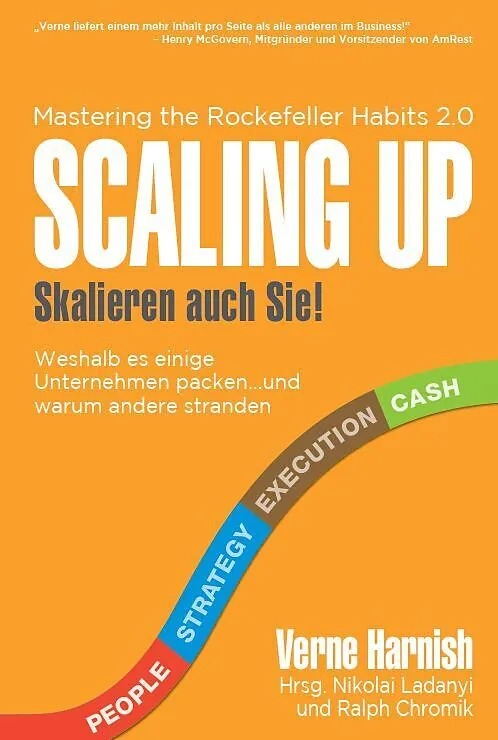 „Verne liefert einem mehr Inhalt pro Seite als alle anderen im Business!“
– Henry McGovern, Mitgründer und Vorsitzender von AmRest
Mastering the Rockefeller Habits 2.0
SCALING UP
Skalieren auch Sie!
Weshalb es einige
Unternehmen packen...und
warum andere stranden
CASH
EXECUTION
STRATEGY
PEOPLE
Verne Harnish
Hrsg. Nikolai Ladanyi
und Ralph Chromik